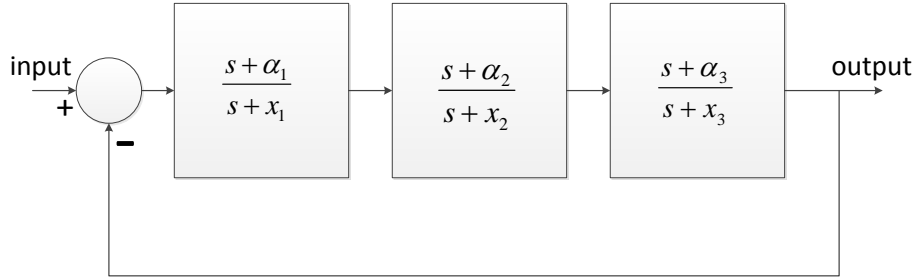 input
+
−
s + α₁
s + x₁
s + α₂
s + x₂
s + α₃
s + x₃
output